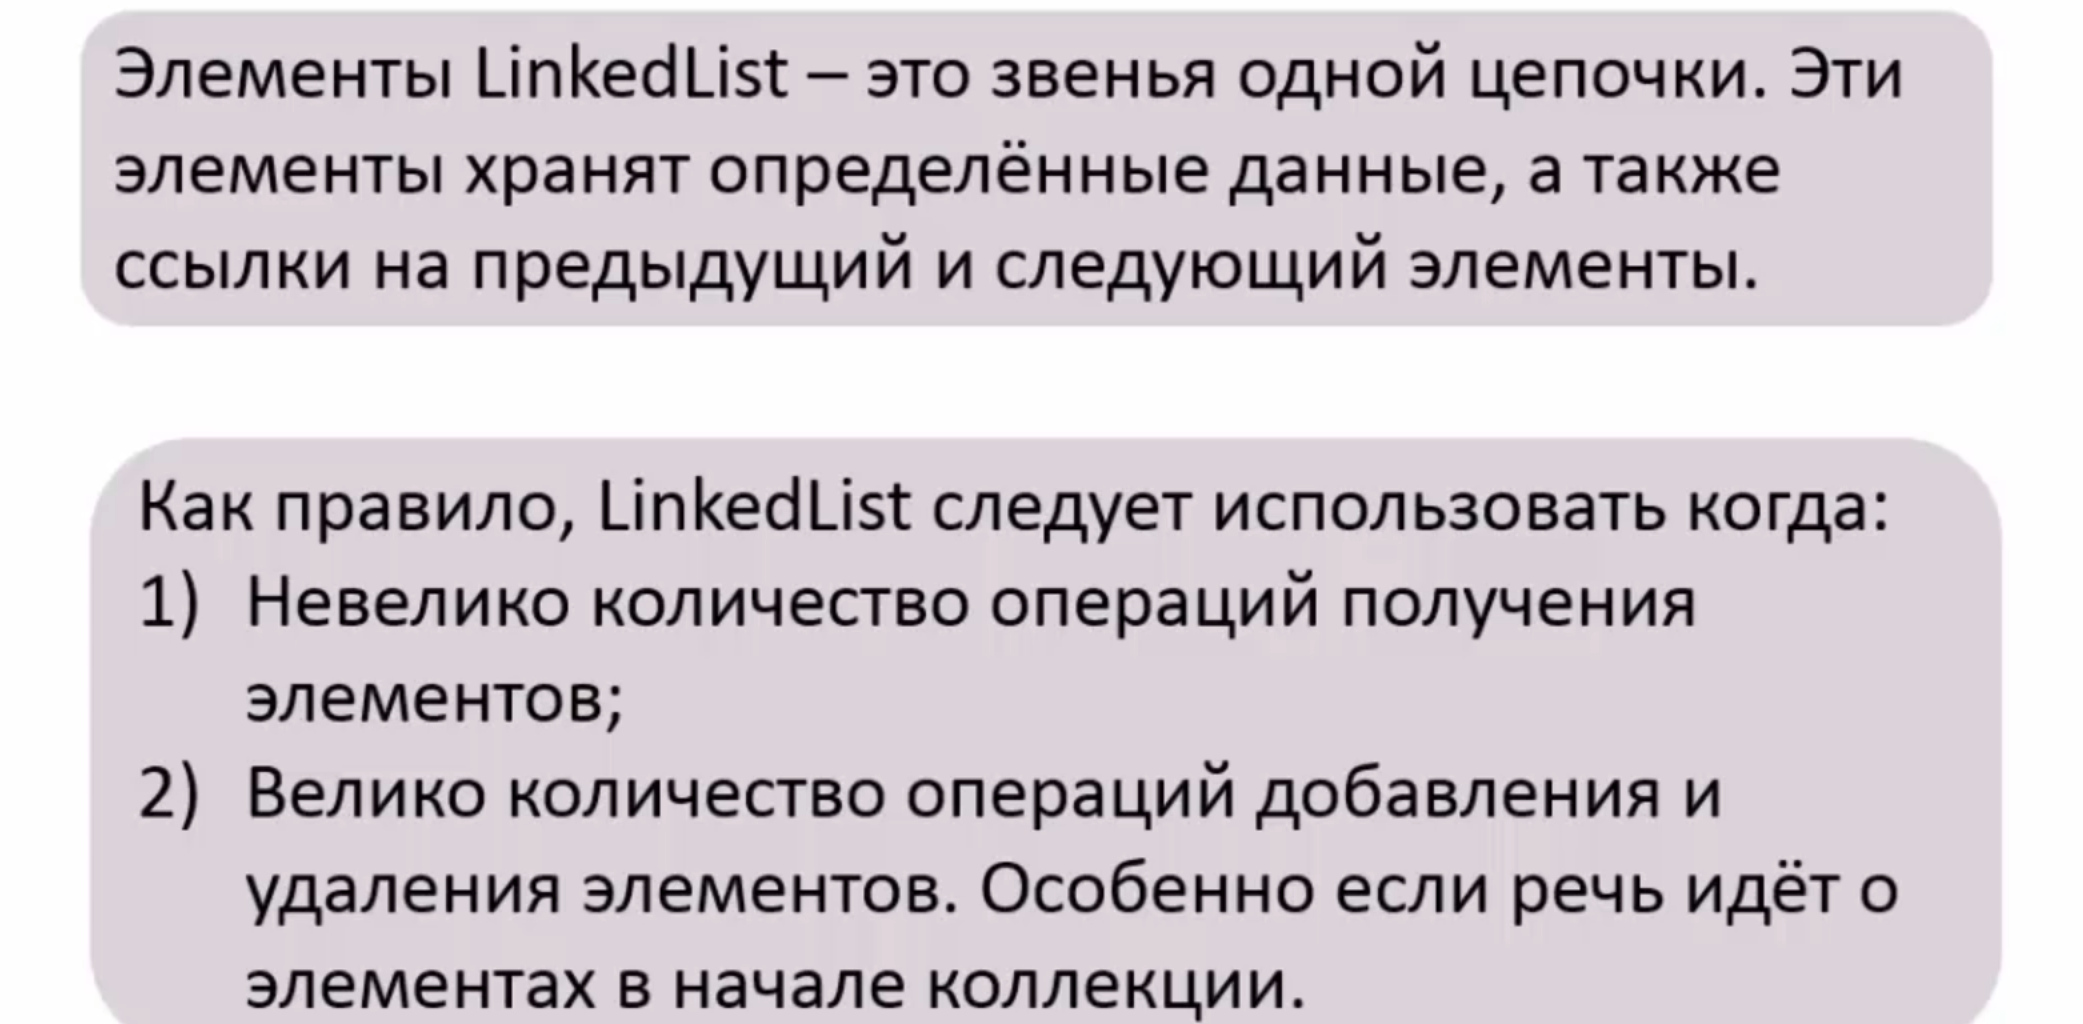 Элементы LinkedList – это звенья одной цепочки. Эти
элементы хранят определённые данные, а также
ссылки на предыдущий и следующий элементы.
Как правило, LinkedList следует использовать когда:
1) Невелико количество операций получения
элементов;
2) Велико количество операций добавления и
удаления элементов. Особенно если речь идёт о
элементах в начале коллекции.